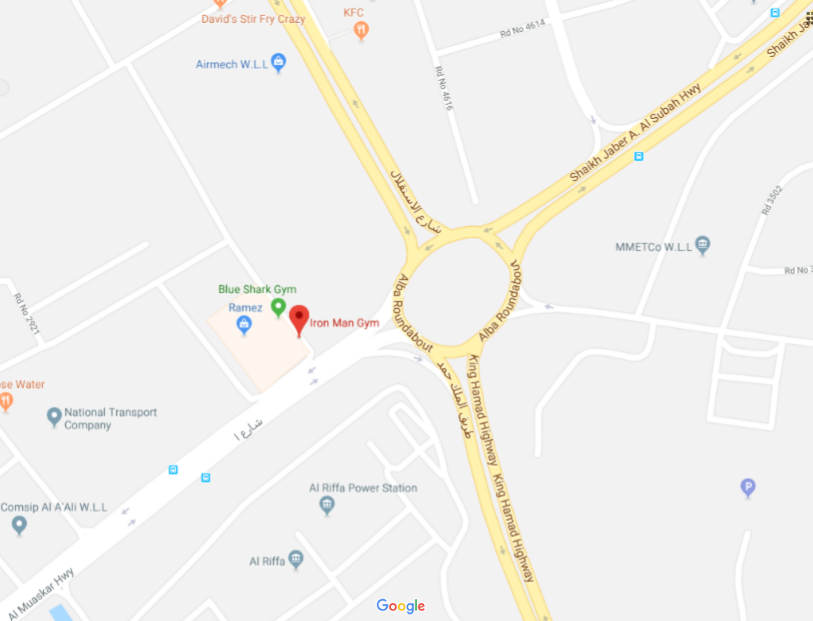 David's Stir Fry Crazy
KFC
Rd No 4614
Shaikh Ja
Airmech W.L.L
Rd No 4616
Shaikh Jaber A. Al Subah Hwy
شارع الاستقلال
Rd 3502
MMETCo W.L.L
Rd No 3
Rd No 2921
Blue Shark Gym
Ramez
Iron Man Gym
Alba Roundabout
Alba Roundabout
ose Water
National Transport
Company
شارع ا
طريق الملك حمد
King Hamad Highway
King Hamad Highway
Al Riffa Power Station
P
Comsip Al A'Ali W.L.L
Al Riffa
Al Muaskar Hwy
Google